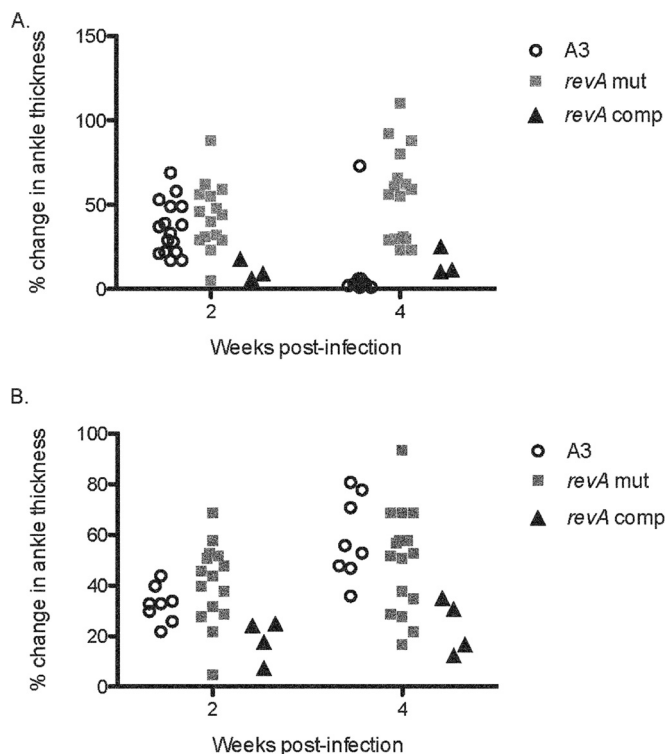 A.
% change in ankle thickness
150
100
50
0
2
4
Weeks post-infection
A3
revA mut
revA comp
B.
% change in ankle thickness
100
80
60
40
20
0
2
4
Weeks post-infection
A3
revA mut
revA comp